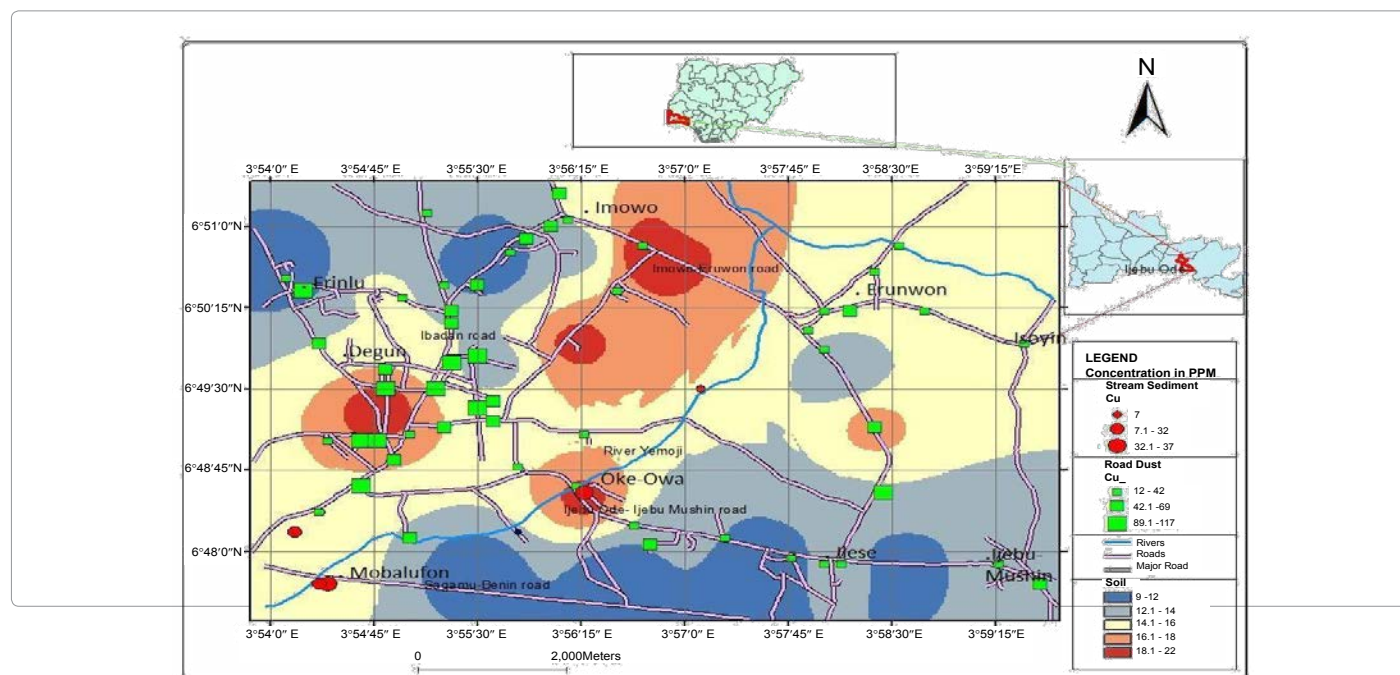 N
3°54'0" E 3°54'45" E 3°55'30" E 3°56'15" E 3°57'0" E 3°57'45" E 3°58'30" E 3°59'15" E
Imowo
6°51'0"N
Imowo-Eruwon road
Ijebu Ode
Erinlu
Erunwon
6°50'15"N
Ibadan road
Isoyin
Degun
6°49'30"N
River Yemoji
6°48'45"N
Oke-Owa
Ijebu Ode- Ijebu Mushin road
6°48'0"N
Ilese
Ijebu-
Mushin
Mobalufon
Sagamu-Benin road
3°54'0" E 3°54'45" E 3°55'30" E 3°56'15" E 3°57'0" E 3°57'45" E 3°58'30" E 3°59'15"E
0 2,000Meters
LEGEND
Concentration in PPM
Stream Sediment
Cu
7
7.1 - 32
32.1 - 37
Road Dust
Cu_
12 - 42
42.1 -69
89.1 -117
Rivers
Roads
Major Road
Soil
9 -12
12.1 - 14
14.1 - 16
16.1 - 18
18.1 - 22